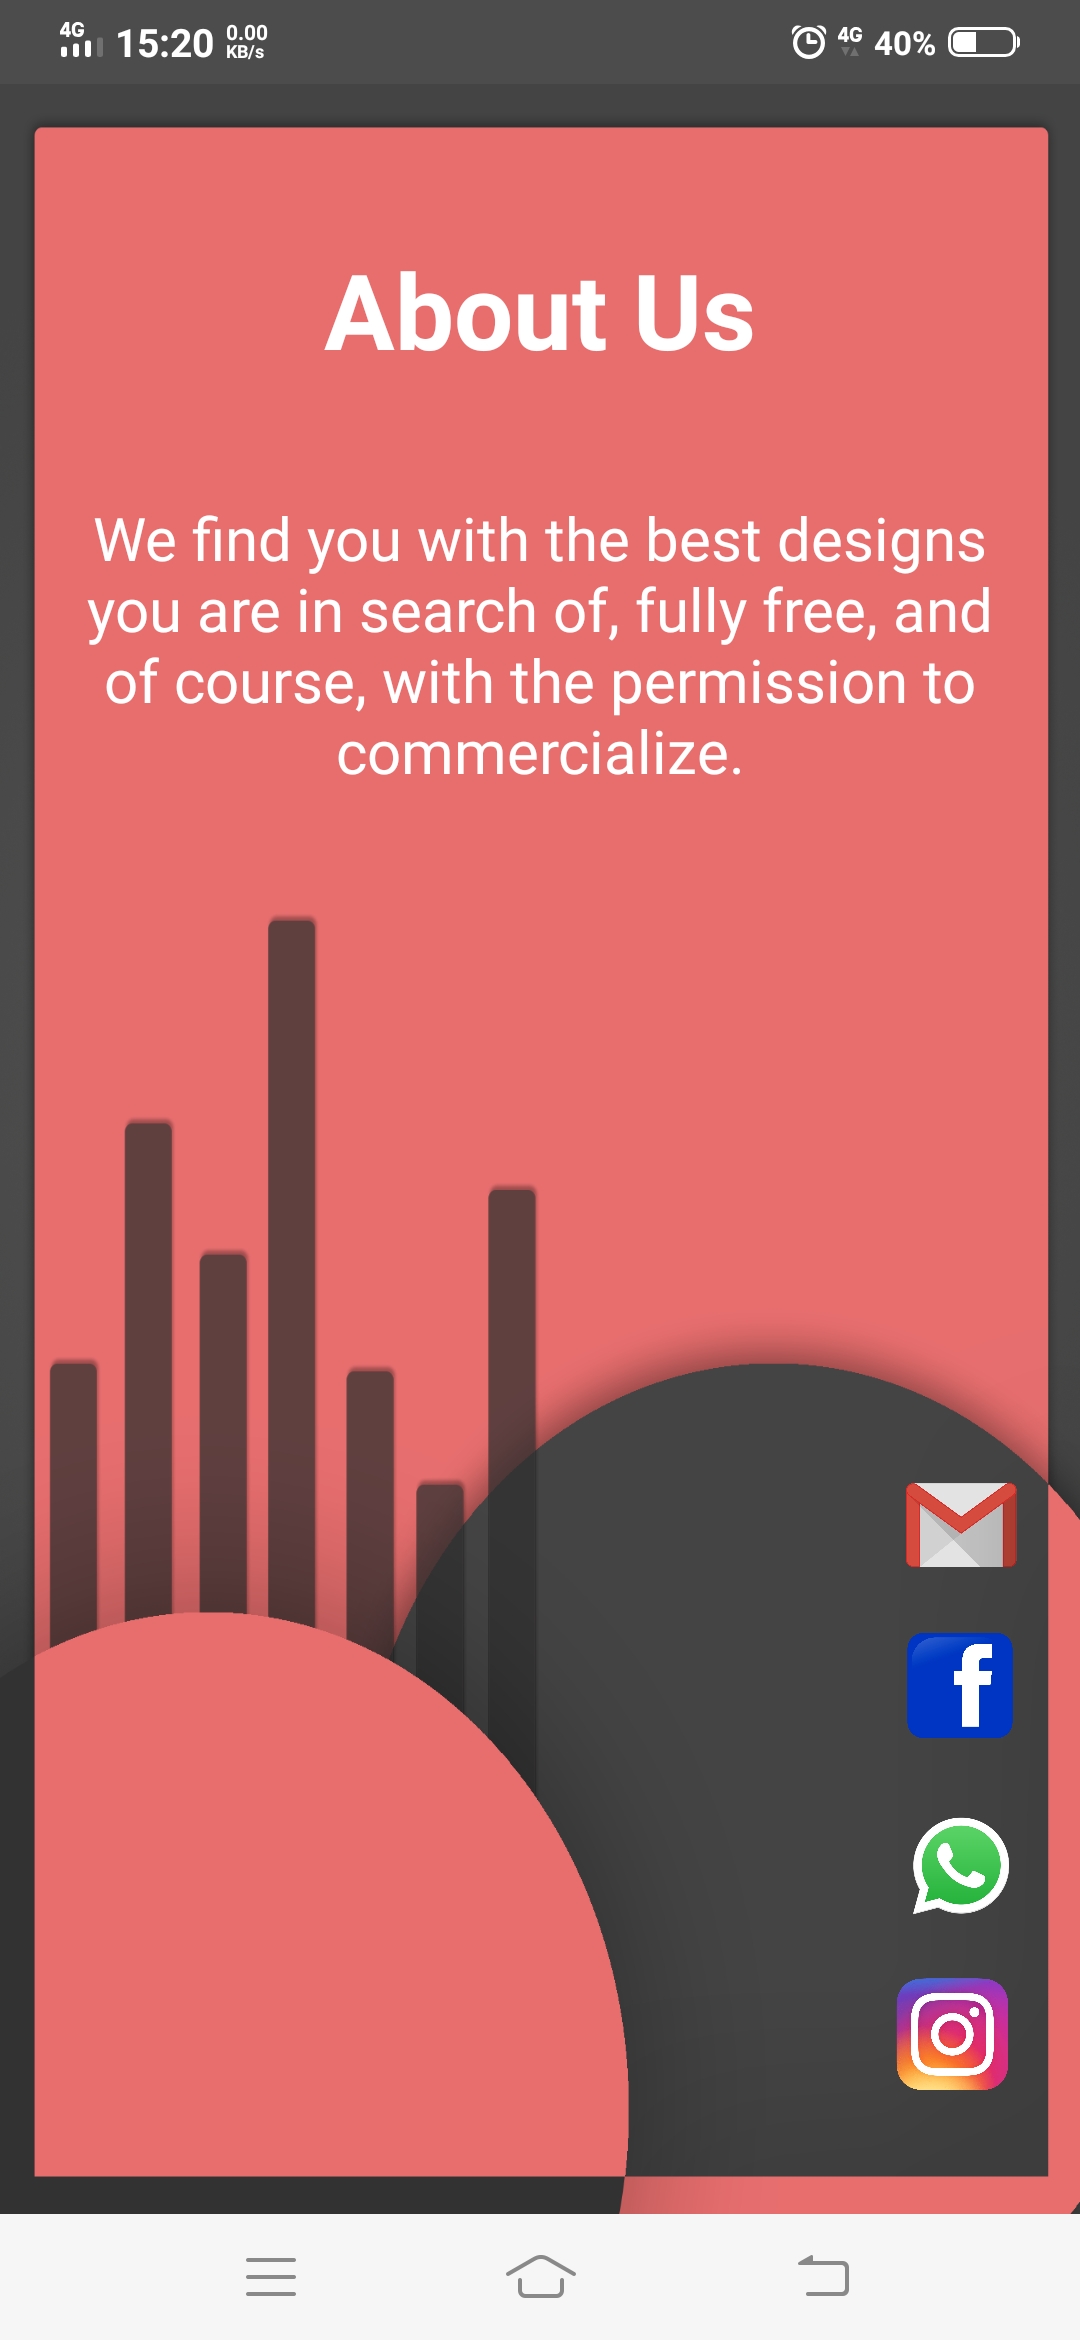 4G 15:20 0.00 KB/s 4G 40%
About Us
We find you with the best designs
you are in search of, fully free, and
of course, with the permission to
commercialize.